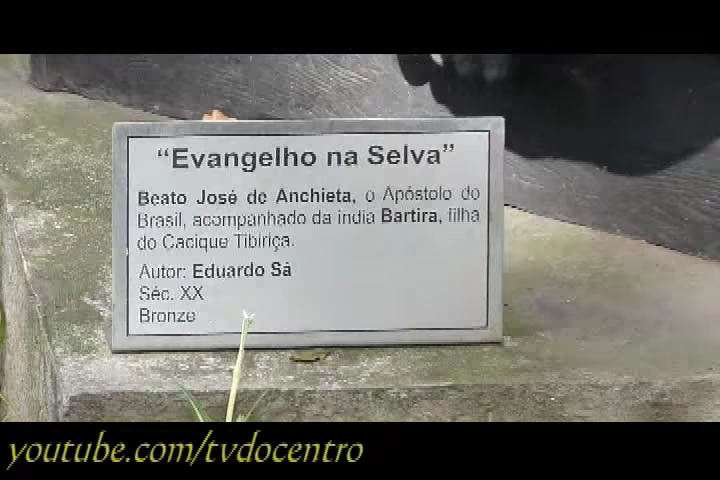 “Evangelho na Selva”
Beato José de Anchieta, o Apóstolo do
Brasil, acompanhado da índia Bartira, filha
do Cacique Tibiriça.
Autor: Eduardo Sá
Séc. XX
Bronze
youtube.com/tvdocentro